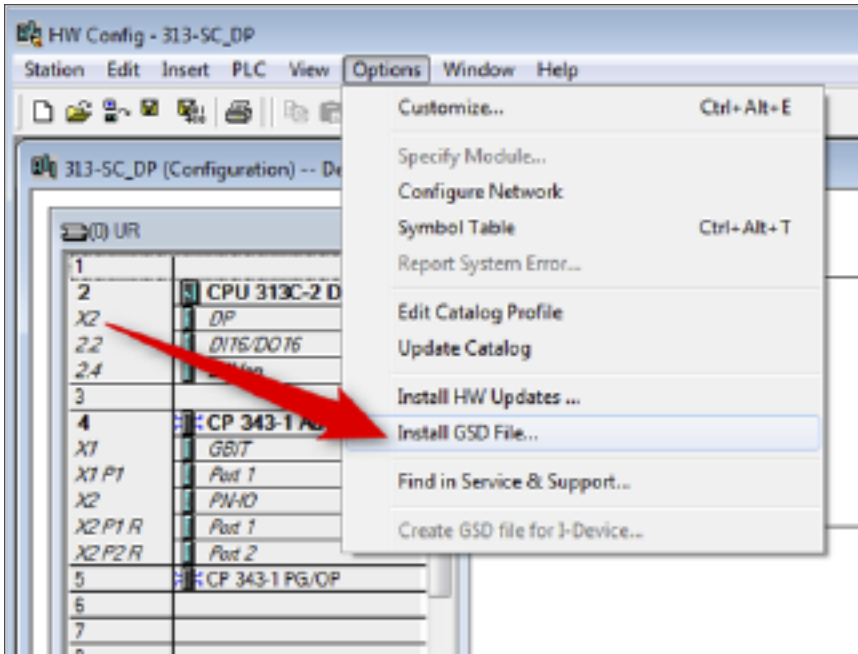 HW Config - 313-SC_DP
Station Edit Insert PLC View Options Window Help
Customize... Ctrl+Alt+E
313-SC_DP (Configuration) -- De
Specify Module...
Configure Network
Symbol Table Ctrl+Alt+T
Report System Error...
Edit Catalog Profile
Update Catalog
Install HW Updates ...
Install GSD File...
Find in Service & Support...
Create GSD file for I-Device...
(0) UR
1
2 CPU 313C-2 D
X2 DP
2.2 DI16/DO16
2.4
3
4 CP 343-1 A
X1 GBIT
X1 P1 Port 1
X2 PN-IO
X2 P1 R Port 1
X2 P2 R Port 2
5 CP 343-1 PG/OP
6
7